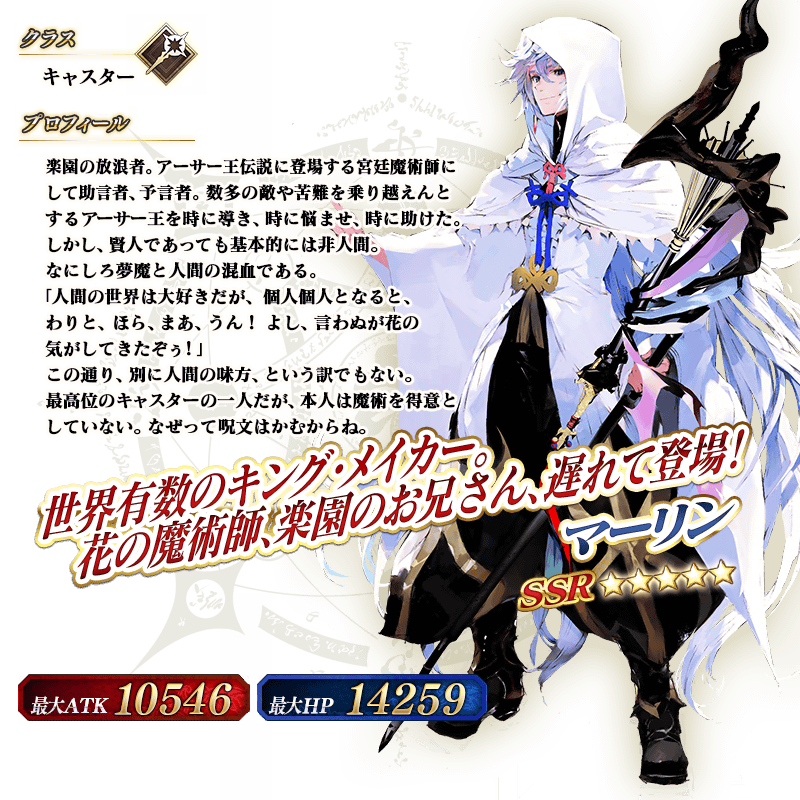 クラス
キャスター
プロフィール
楽園の放浪者。アーサー王伝説に登場する宮廷魔術師に
して助言者、予言者。数多の敵や苦難を乗り越えんと
するアーサー王を時に導き、時に悩ませ、時に助けた。
しかし、賢人であっても基本的には非人間。
なにしろ夢魔と人間の混血である。
「人間の世界は大好きだが、個人個人となると、
わりと、ほら、まあ、うん！ よし、言わぬが花の
気がしてきたぞぅ！」
この通り、別に人間の味方、という訳でもない。
最高位のキャスターの一人だが、本人は魔術を得意と
していない。なぜって呪文はかむからね。
世界有数のキング・メイカー。
花の魔術師、楽園のお兄さん、遅れて登場！
マーリン
SSR
最大ATK 10546
最大HP 14259